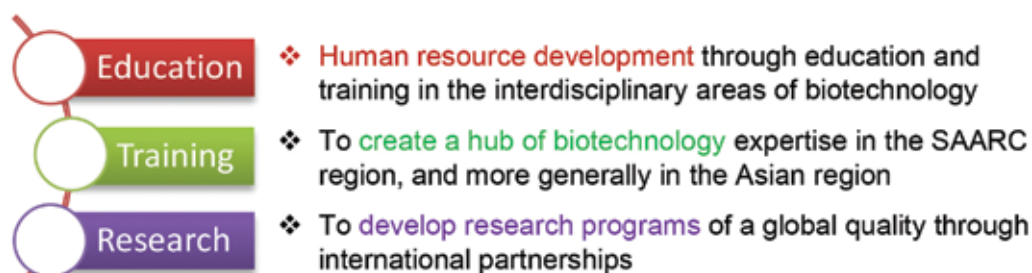 Education
❖ Human resource development through education and
training in the interdisciplinary areas of biotechnology
Training
❖ To create a hub of biotechnology expertise in the SAARC
region, and more generally in the Asian region
Research
❖ To develop research programs of a global quality through
international partnerships